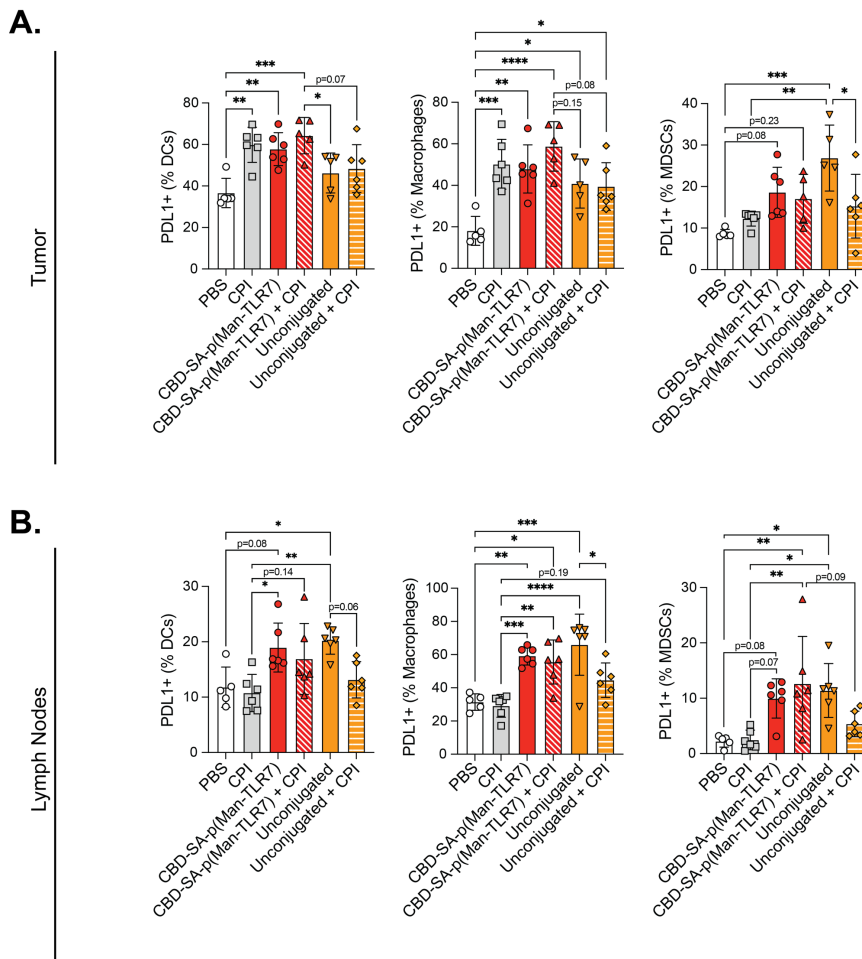 A.
Tumor
PDL1+ (% DCs)
80
60
40
20
0
***
**
**
p=0.07
*
PBS
CPI
CBD-SA-p(Man-TLR7)
CBD-SA-p(Man-TLR7) + CPI
Unconjugated
Unconjugated + CPI
PDL1+ (% Macrophages)
80
60
40
20
0
*
*
****
**
p=0.08
***
p=0.15
PBS
CPI
CBD-SA-p(Man-TLR7)
CBD-SA-p(Man-TLR7) + CPI
Unconjugated
Unconjugated + CPI
PDL1+ (% MDSCs)
40
30
20
10
0
***
**
*
p=0.23
p=0.08
PBS
CPI
CBD-SA-p(Man-TLR7)
CBD-SA-p(Man-TLR7) + CPI
Unconjugated
Unconjugated + CPI
B.
Lymph Nodes
PDL1+ (% DCs)
30
20
10
0
*
p=0.08
**
p=0.14
*
p=0.06
PBS
CPI
CBD-SA-p(Man-TLR7)
CBD-SA-p(Man-TLR7) + CPI
Unconjugated
Unconjugated + CPI
PDL1+ (% Macrophages)
100
80
60
40
20
0
***
*
**
*
p=0.19
****
**
***
PBS
CPI
CBD-SA-p(Man-TLR7)
CBD-SA-p(Man-TLR7) + CPI
Unconjugated
Unconjugated + CPI
PDL1+ (% MDSCs)
30
20
10
0
*
**
*
**
p=0.09
p=0.08
p=0.07
PBS
CPI
CBD-SA-p(Man-TLR7)
CBD-SA-p(Man-TLR7) + CPI
Unconjugated
Unconjugated + CPI